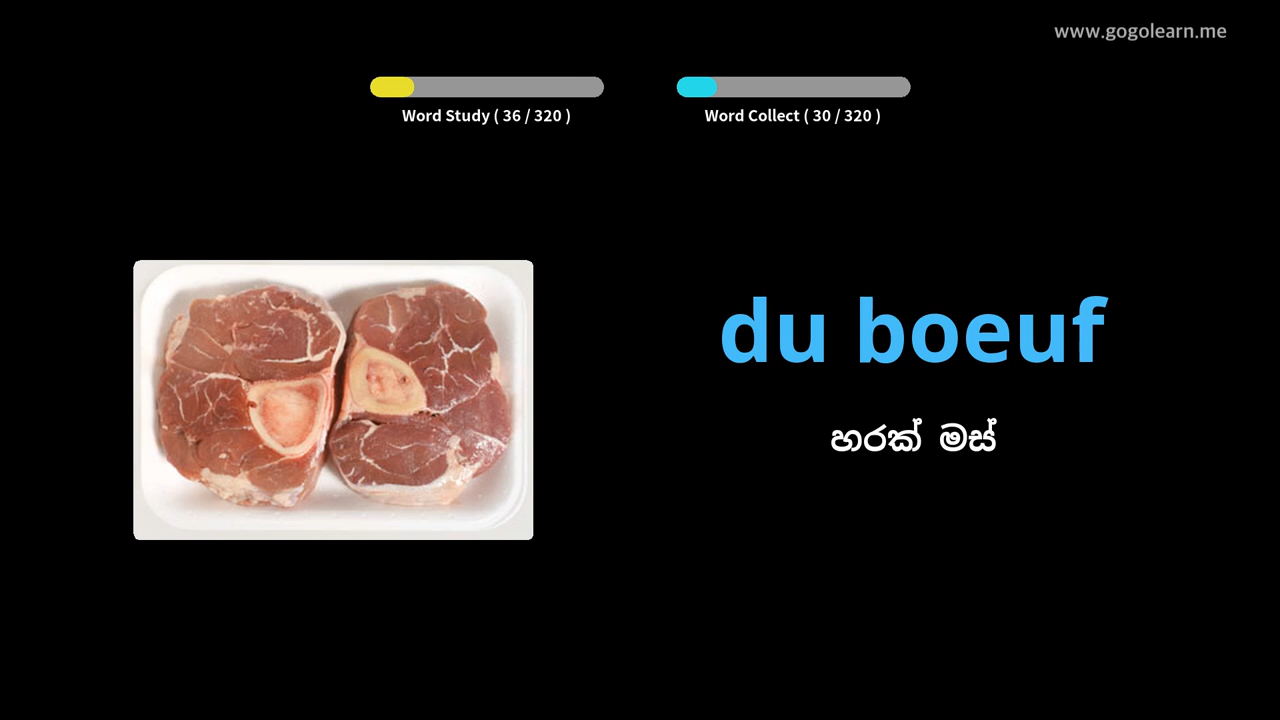 www.gogolearn.me
Word Study ( 36 / 320 )
Word Collect ( 30 / 320 )
du boeuf
හරක් මස්